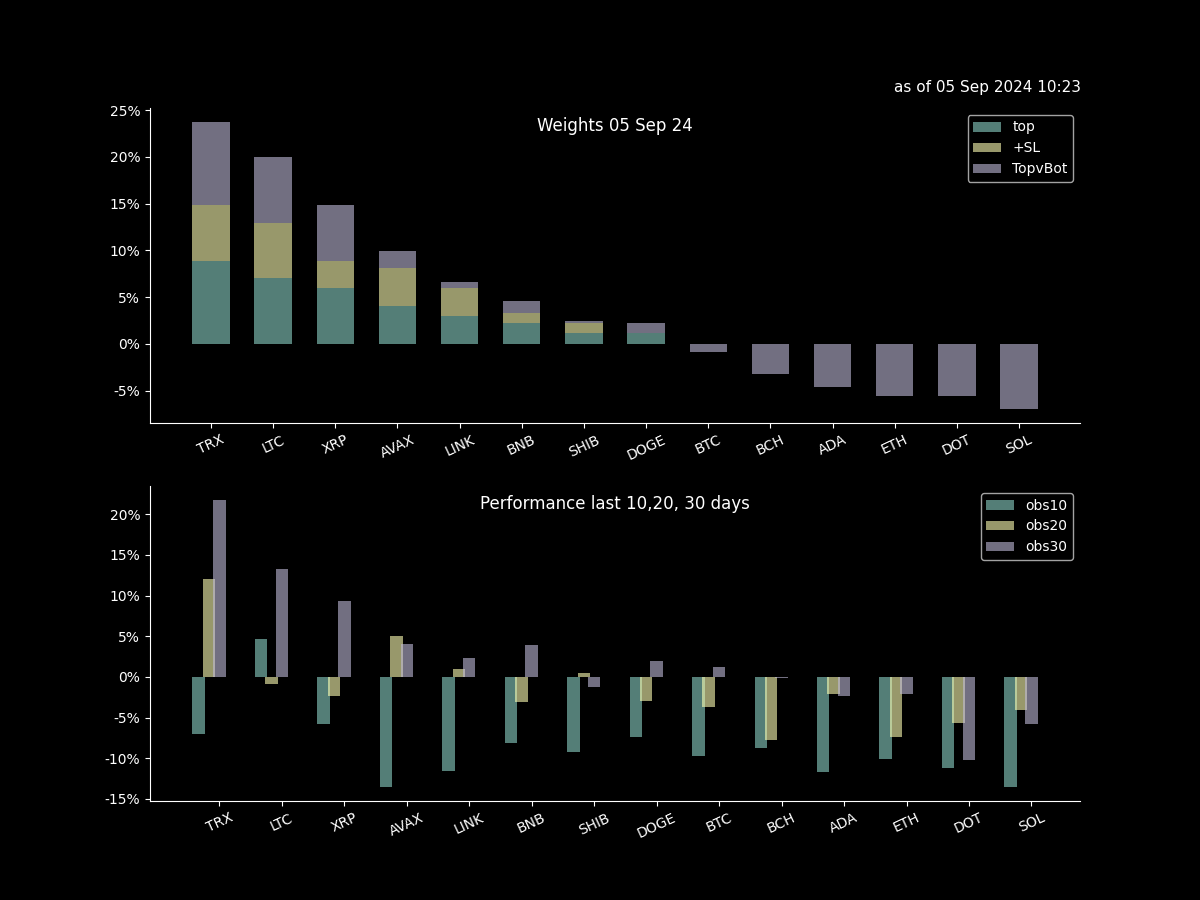 as of 05 Sep 2024 10:23
Weights 05 Sep 24
top
+SL
TopvBot
25%
20%
15%
10%
5%
0%
-5%
TRX LTC XRP AVAX LINK BNB SHIB DOGE BTC BCH ADA ETH DOT SOL
Performance last 10,20, 30 days
obs10
obs20
obs30
20%
15%
10%
5%
0%
-5%
-10%
-15%
TRX LTC XRP AVAX LINK BNB SHIB DOGE BTC BCH ADA ETH DOT SOL